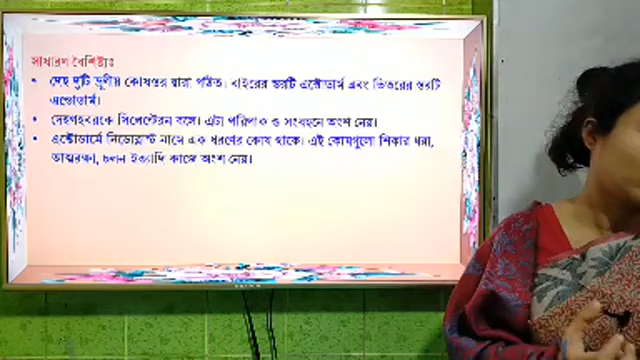 সাধারণ বৈশিষ্ট্যঃ
• দেহ দুটি ভ্রূণীয় কোষস্তর দ্বারা গঠিত। বাইরের স্তরটি এক্টোডার্ম এবং ভিতরের স্তরটি
এন্ডোডার্ম।
• দেহগহ্বরকে সিলেন্টেরন বলে। এটা পরিপাক ও সংবহনে অংশ নেয়।
• এক্টোডার্মে নিডোব্লাস্ট নামে এক ধরণের কোষ থাকে। এই কোষগুলো শিকার ধরা,
আত্মরক্ষা, চলন ইত্যাদি কাজে অংশ নেয়।